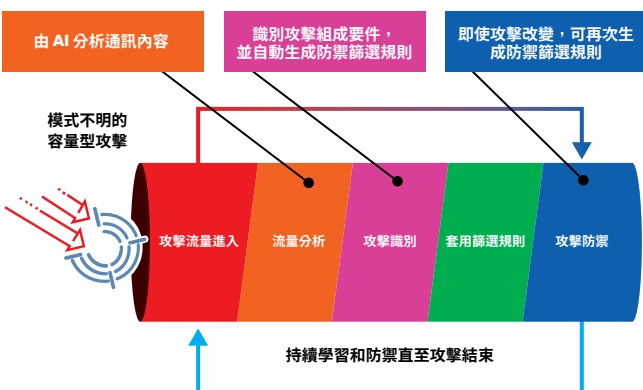 由 AI 分析通訊內容
識別攻擊組成要件，
並自動生成防禦篩選規則
即使攻擊改變，可再次生
成防禦篩選規則
模式不明的
容量型攻擊
攻擊流量進入
流量分析
攻擊識別
套用篩選規則
攻擊防禦
持續學習和防禦直至攻擊結束